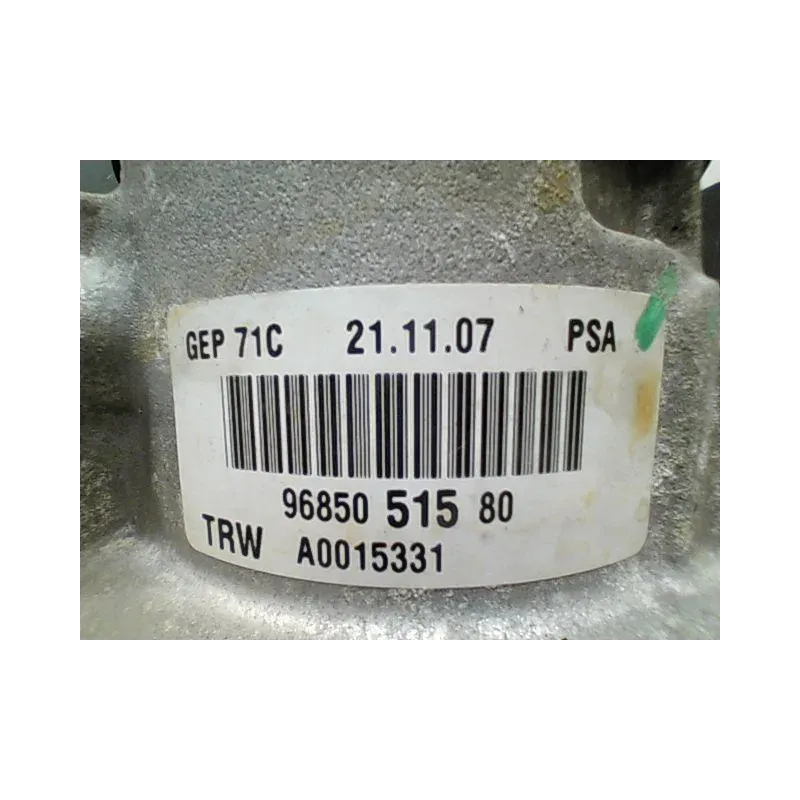 GEP 71C 21.11.07 PSA
96850 515 80
TRW A0015331